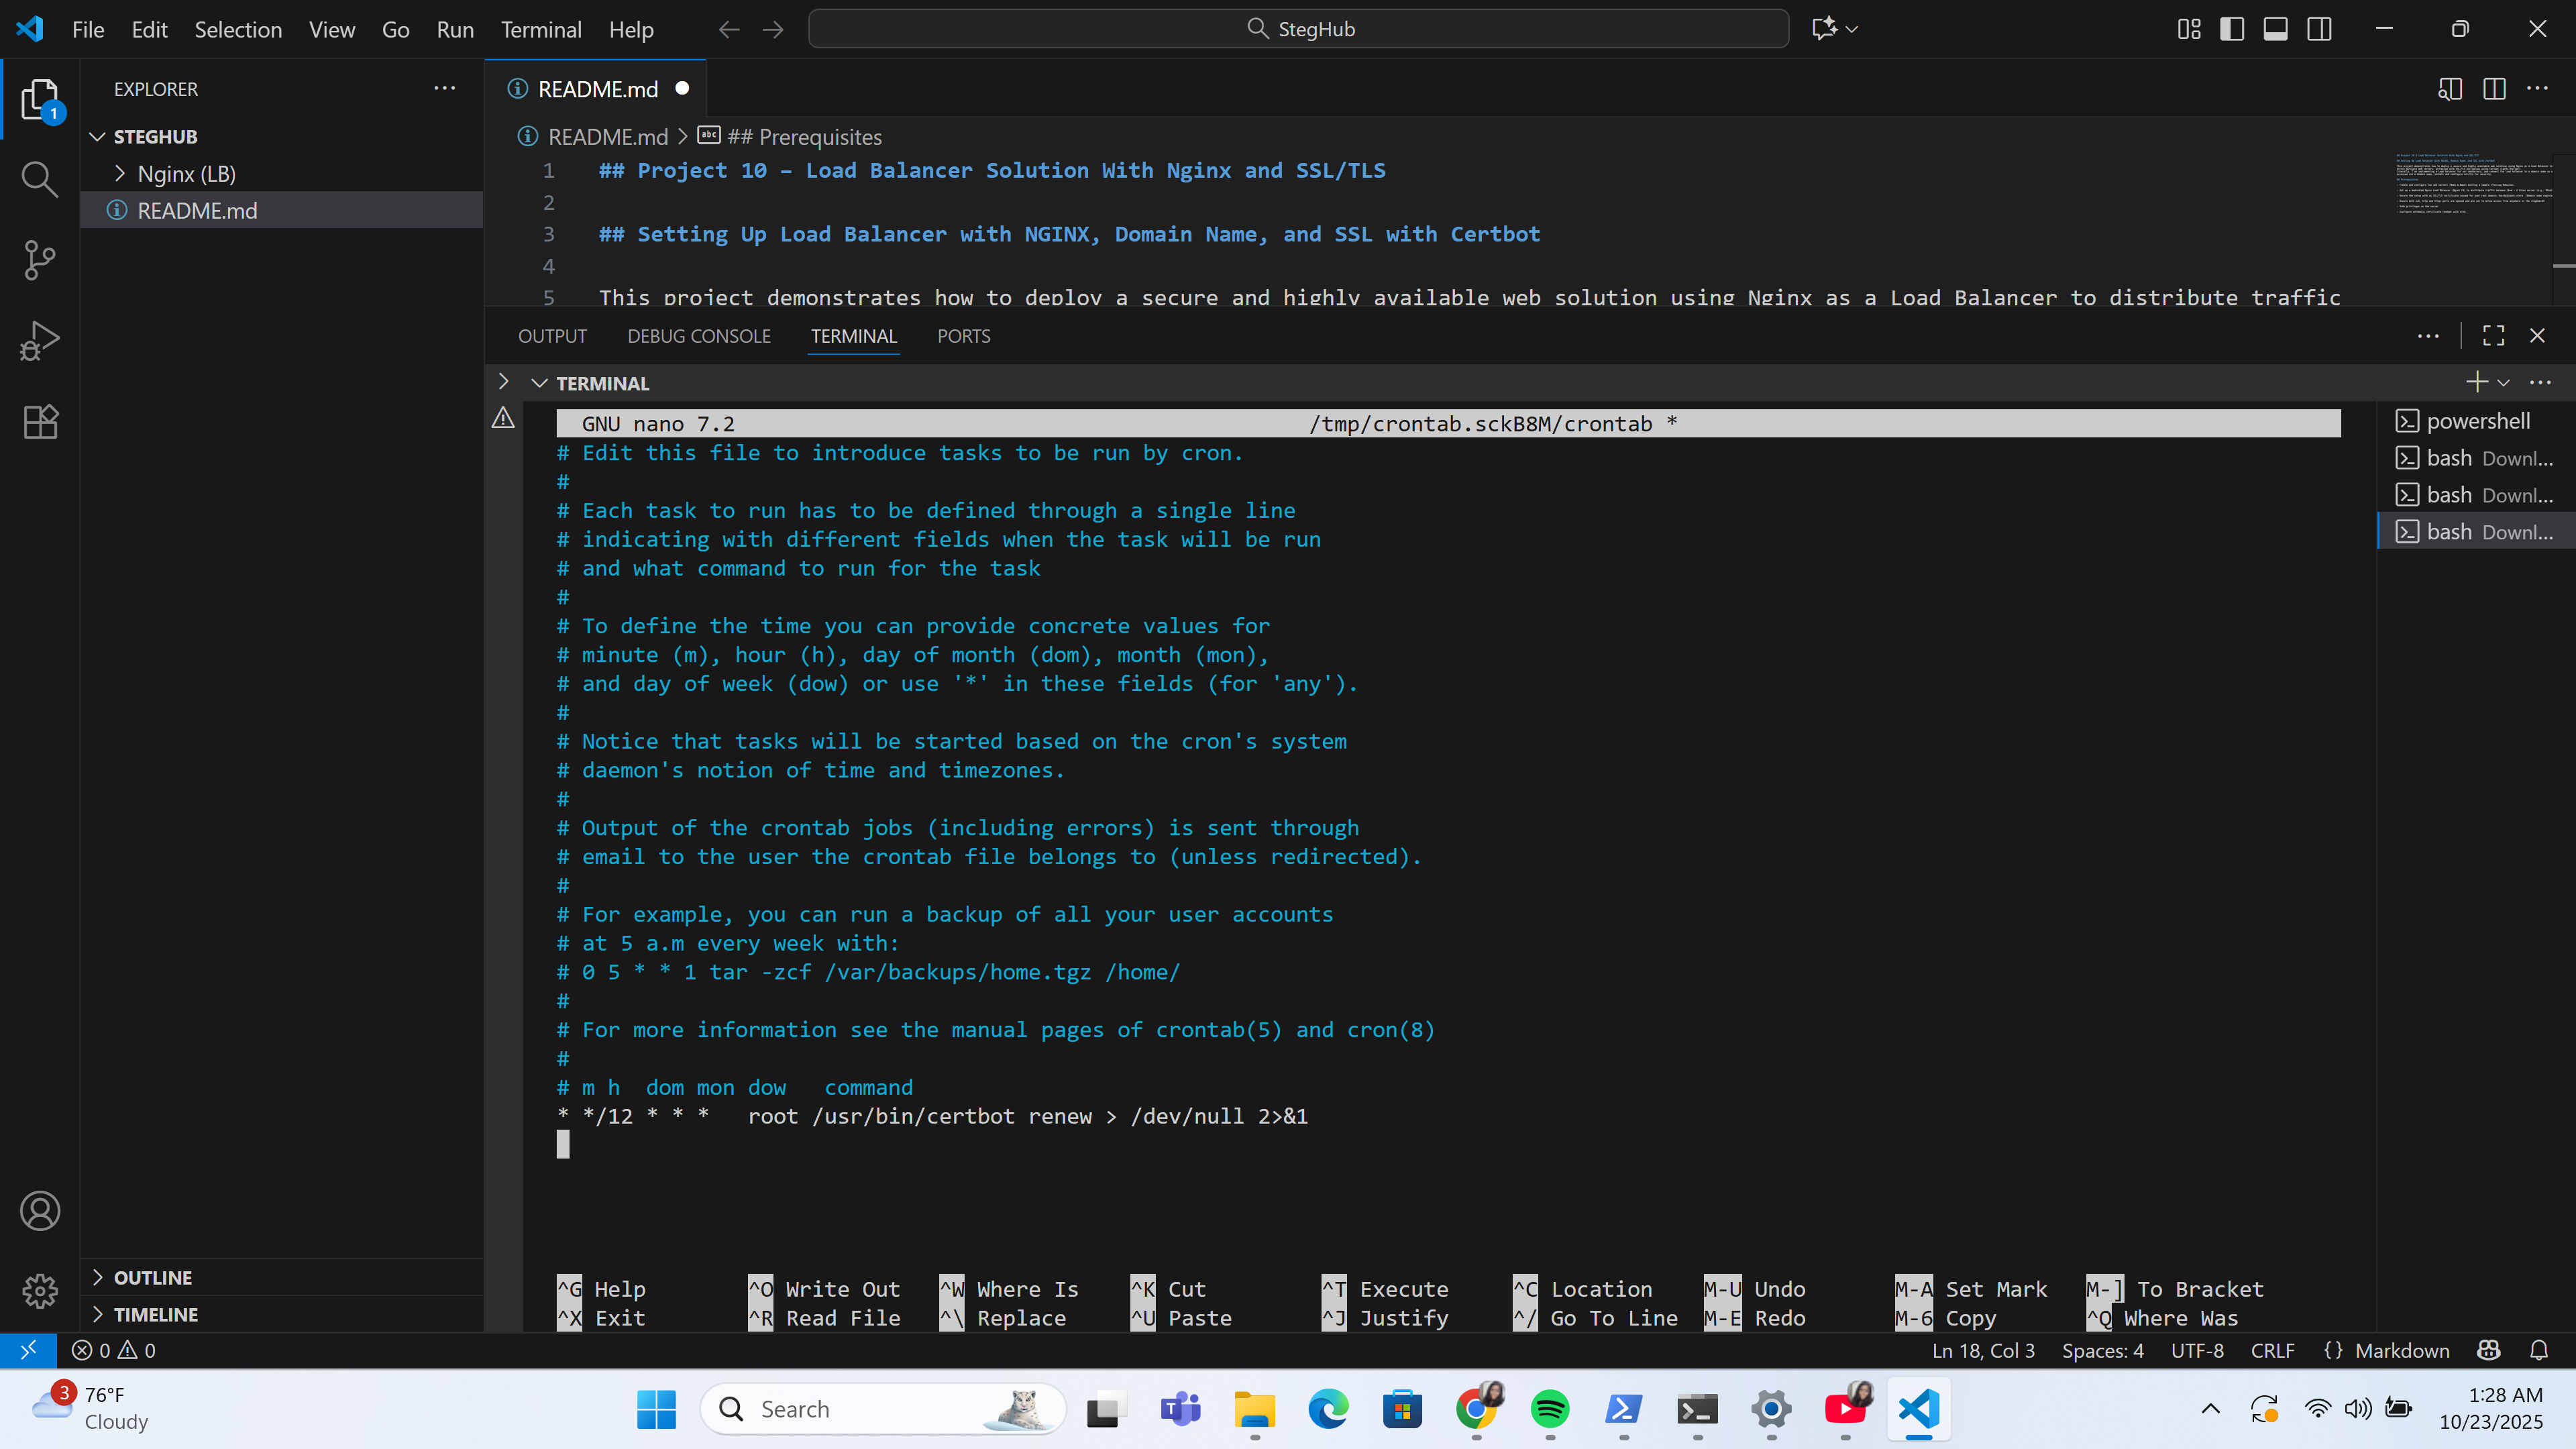 File Edit Selection View Go Run Terminal Help
StegHub
EXPLORER
1
STEGHUB
Nginx (LB)
README.md
OUTLINE
TIMELINE
README.md
README.md > ## Prerequisites
1 ## Project 10 – Load Balancer Solution With Nginx and SSL/TLS
2
3 ## Setting Up Load Balancer with NGINX, Domain Name, and SSL with Certbot
4
5 This project demonstrates how to deploy a secure and highly available web solution using Nginx as a Load Balancer to distribute traffic
OUTPUT DEBUG CONSOLE TERMINAL PORTS
TERMINAL
GNU nano 7.2 /tmp/crontab.sckB8M/crontab *
# Edit this file to introduce tasks to be run by cron.
#
# Each task to run has to be defined through a single line
# indicating with different fields when the task will be run
# and what command to run for the task
#
# To define the time you can provide concrete values for
# minute (m), hour (h), day of month (dom), month (mon),
# and day of week (dow) or use '*' in these fields (for 'any').
#
# Notice that tasks will be started based on the cron's system
# daemon's notion of time and timezones.
#
# Output of the crontab jobs (including errors) is sent through
# email to the user the crontab file belongs to (unless redirected).
#
# For example, you can run a backup of all your user accounts
# at 5 a.m every week with:
# 0 5 * * 1 tar -zcf /var/backups/home.tgz /home/
#
# For more information see the manual pages of crontab(5) and cron(8)
#
# m h  dom mon dow   command
* */12 * * *   root /usr/bin/certbot renew > /dev/null 2>&1
^G Help ^O Write Out ^W Where Is ^K Cut ^T Execute ^C Location M-U Undo M-A Set Mark M-] To Bracket
^X Exit ^R Read File ^\ Replace ^U Paste ^J Justify ^/ Go To Line M-E Redo M-6 Copy ^Q Where Was
powershell
bash Downl...
bash Downl...
bash Downl...
0 0
Ln 18, Col 3 Spaces: 4 UTF-8 CRLF {} Markdown
3
76°F
Cloudy
Search
1:28 AM
10/23/2025